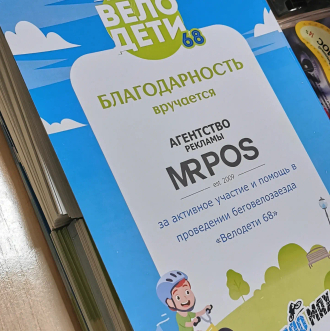 ВЕЛО
ДЕТИ
68
БЛАГОДАРНОСТЬ
вручается
АГЕНТСТВО
РЕКЛАМЫ
MRPOS
est. 2009
за активное участие и помощь в
проведении беговелозаезда
«Велодети 68»